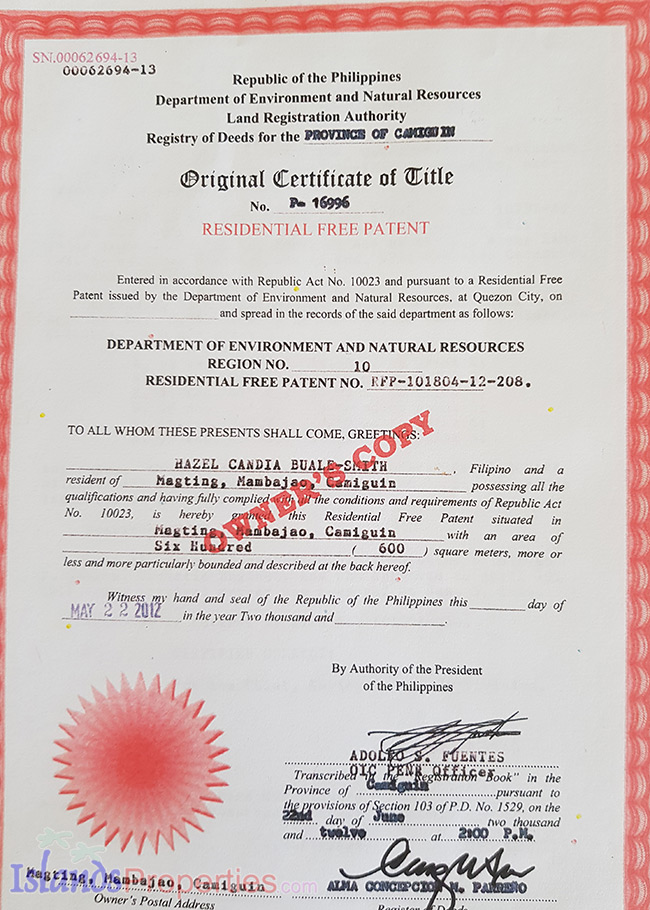 SN.00062694-13
00062694-13
Republic of the Philippines
Department of Environment and Natural Resources
Land Registration Authority
Registry of Deeds for the PROVINCE OF CAMIGUIN
Original Certificate of Title
No. P- 16996
RESIDENTIAL FREE PATENT
Entered in accordance with Republic Act No. 10023 and pursuant to a Residential Free
Patent issued by the Department of Environment and Natural Resources, at Quezon City, on
and spread in the records of the said department as follows:
DEPARTMENT OF ENVIRONMENT AND NATURAL RESOURCES
REGION NO. 10
RESIDENTIAL FREE PATENT NO. RFP-101804-12-208.
TO ALL WHOM THESE PRESENTS SHALL COME, GREETINGS:
OWNER'S COPY
HAZEL CANDIA BUALE-SMITH, Filipino and a
resident of Magting, Mambajao, Camiguin possessing all the
qualifications and having fully complied with all the conditions and requirements of Republic Act
No. 10023, is hereby granted this Residential Free Patent situated in
Magting, Mambajao, Camiguin with an area of
Six Hundred ( 600 ) square meters, more or
less and more particularly bounded and described at the back hereof.
Witness my hand and seal of the Republic of the Philippines this day of
MAY 22 2012 in the year Two thousand and .
By Authority of the President
of the Philippines
ADOLFO S. FUENTES
OIC PENR Officer
Transcribed in the "Registration Book" in the
Province of Camiguin pursuant to
the provisions of Section 103 of P.D. No. 1529, on the
22nd day of June two thousand
and twelve at 2:00 P.M.
Magting, Mambajao, Camiguin
IslandsProperties.com
Owner's Postal Address
ALMA CONCEPCION M. PARREÑO
Register of Deeds